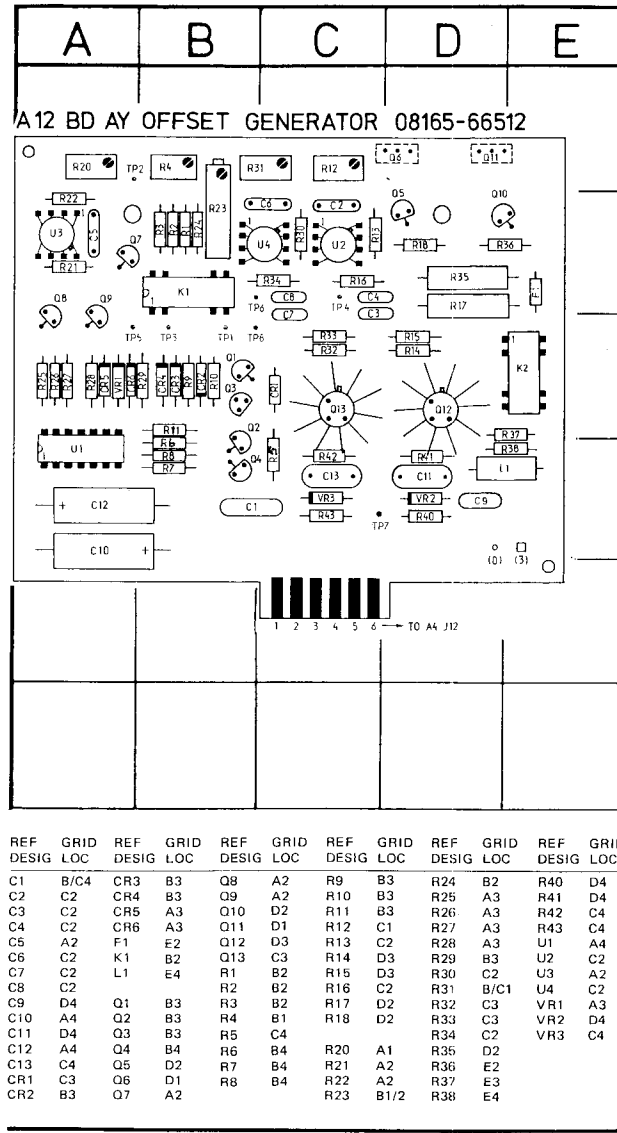 A B C D E
A12 BD AY OFFSET GENERATOR 08165-66512
R20 TP2 R4 R31 R12 Q6 Q11
R23
R22 C6 C2 Q5 Q10
1 1 1
U3 C5 Q7 R3 R2 R1 R24 U4 R30 U2 R13
R18 R36
R21
K1 R34 R16 R35
1 TP6 C8 TP4 C4 F1
Q8 Q9 C7 C3 R17
TP5 TP3 TP1 TP8 R33 R15 1
R32 R14 K2
Q1
R25 R26 R27 R28 CR5 VR1 CR6 R29 CR4 CR3 R9 CR2 R10 Q3 CR1 Q13 Q12
R11 Q2 R37
U1 R6 R5 R38
1 R8 Q4 R42 R41 L1
R7 C13 C11
C12 C1 VR3 VR2 C9
+
R43 TP7 R40
C10 +
(0) (3)
1 2 3 4 5 6 TO A4 J12
REF GRID REF GRID REF GRID REF GRID REF GRID REF GRI
DESIG LOC DESIG LOC DESIG LOC DESIG LOC DESIG LOC DESIG LOC
C1 B/C4 CR3 B3 Q8 A2 R9 B3 R24 B2 R40 D4
C2 C2 CR4 B3 Q9 A2 R10 B3 R25 A3 R41 D4
C3 C2 CR5 A3 Q10 D2 R11 B3 R26 A3 R42 C4
C4 C2 CR6 A3 Q11 D1 R12 C1 R27 A3 R43 C4
C5 A2 F1 E2 Q12 D3 R13 C2 R28 A3 U1 A4
C6 C2 K1 B2 Q13 C3 R14 D3 R29 B3 U2 C2
C7 C2 L1 E4 R1 B2 R15 D3 R30 C2 U3 A2
C8 C2 R2 B2 R16 C2 R31 B/C1 U4 C2
C9 D4 Q1 B3 R3 B2 R17 D2 R32 C3 VR1 A3
C10 A4 Q2 B3 R4 B1 R18 D2 R33 C3 VR2 D4
C11 D4 Q3 B3 R5 C4 R34 C2 VR3 C4
C12 A4 Q4 B4 R6 B4 R20 A1 R35 D2
C13 C4 Q5 D2 R7 B4 R21 A2 R36 E2
CR1 C3 Q6 D1 R8 B4 R22 A2 R37 E3
CR2 B3 Q7 A2 R23 B1/2 R38 E4